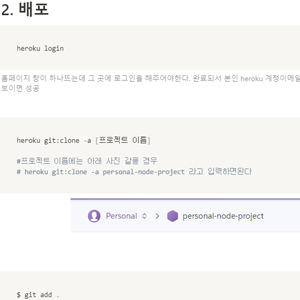 2. 배포
heroku login
홈페이지 창이 하나뜨는데 그 곳에 로그인을 해주어야한다. 완료되서 본인 heroku 계정이메일
보이면 성공
heroku git:clone -a [프로젝트 이름]
#프로젝트 이름에는 아래 사진 같을 경우
# heroku git:clone -a personal-node-project 라고 입력하면된다
Personal > personal-node-project
$ git add .